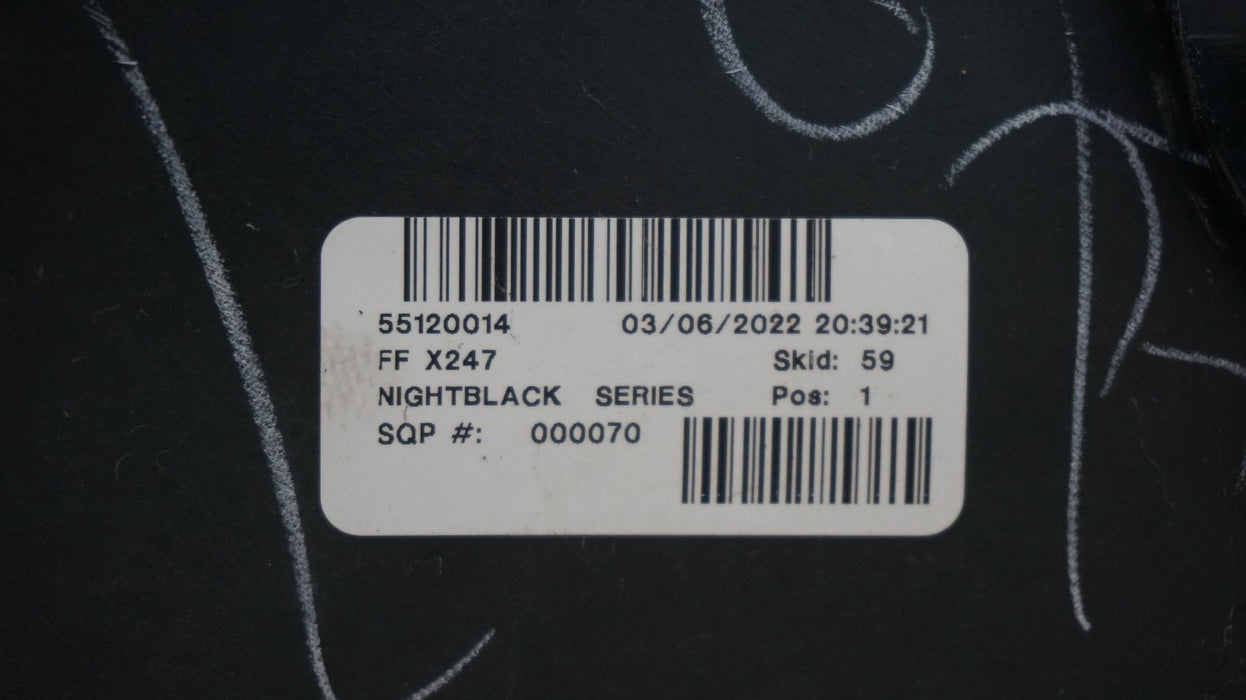 55120014 03/06/2022 20:39:21
FF X247 Skid: 59
NIGHTBLACK SERIES Pos: 1
SQP #: 000070